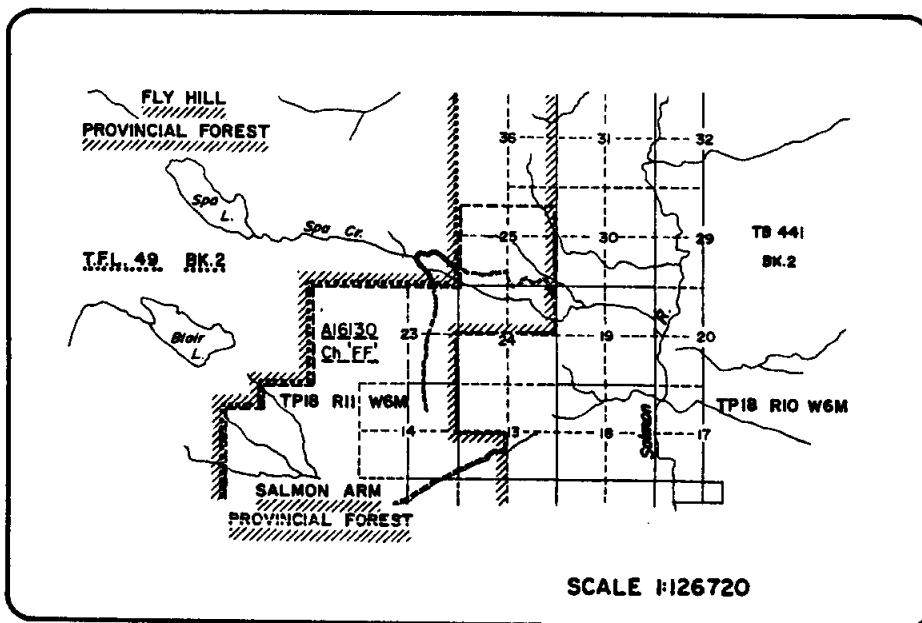 FLY HILL
PROVINCIAL FOREST
36 31 32
Spa
L.
Spa Cr.
25 30 29
TB 441
BK.2
T.F.L. 49 BK.2
Blair
L.
A16130
Ch 'EF'
23 24 19 R. 20
TP18 R11 W6M
TP18 R10 W6M
14 13 18 17
Salmon
SALMON ARM
PROVINCIAL FOREST
SCALE 1:126720